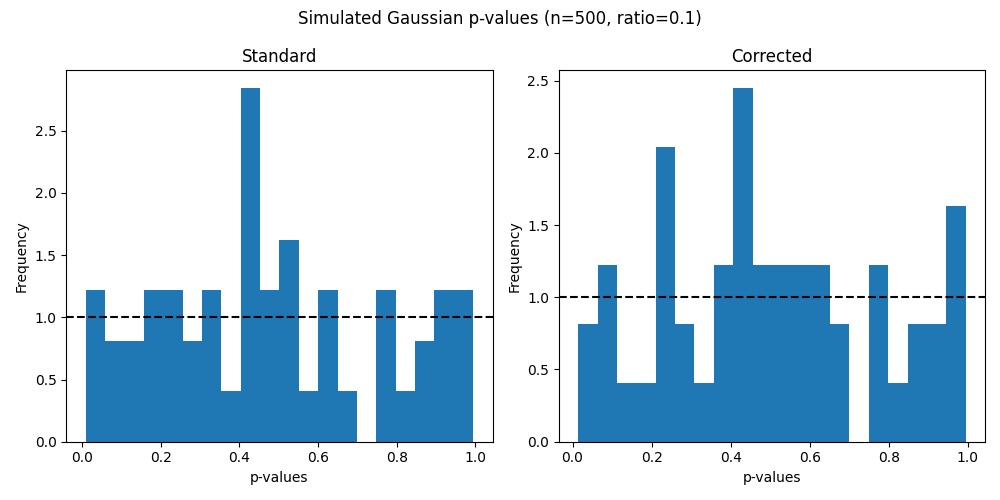 Simulated Gaussian p-values (n=500, ratio=0.1)
Standard
Frequency
2.5
2.0
1.5
1.0
0.5
0.0
0.0 0.2 0.4 0.6 0.8 1.0
p-values
Corrected
Frequency
2.5
2.0
1.5
1.0
0.5
0.0
0.0 0.2 0.4 0.6 0.8 1.0
p-values